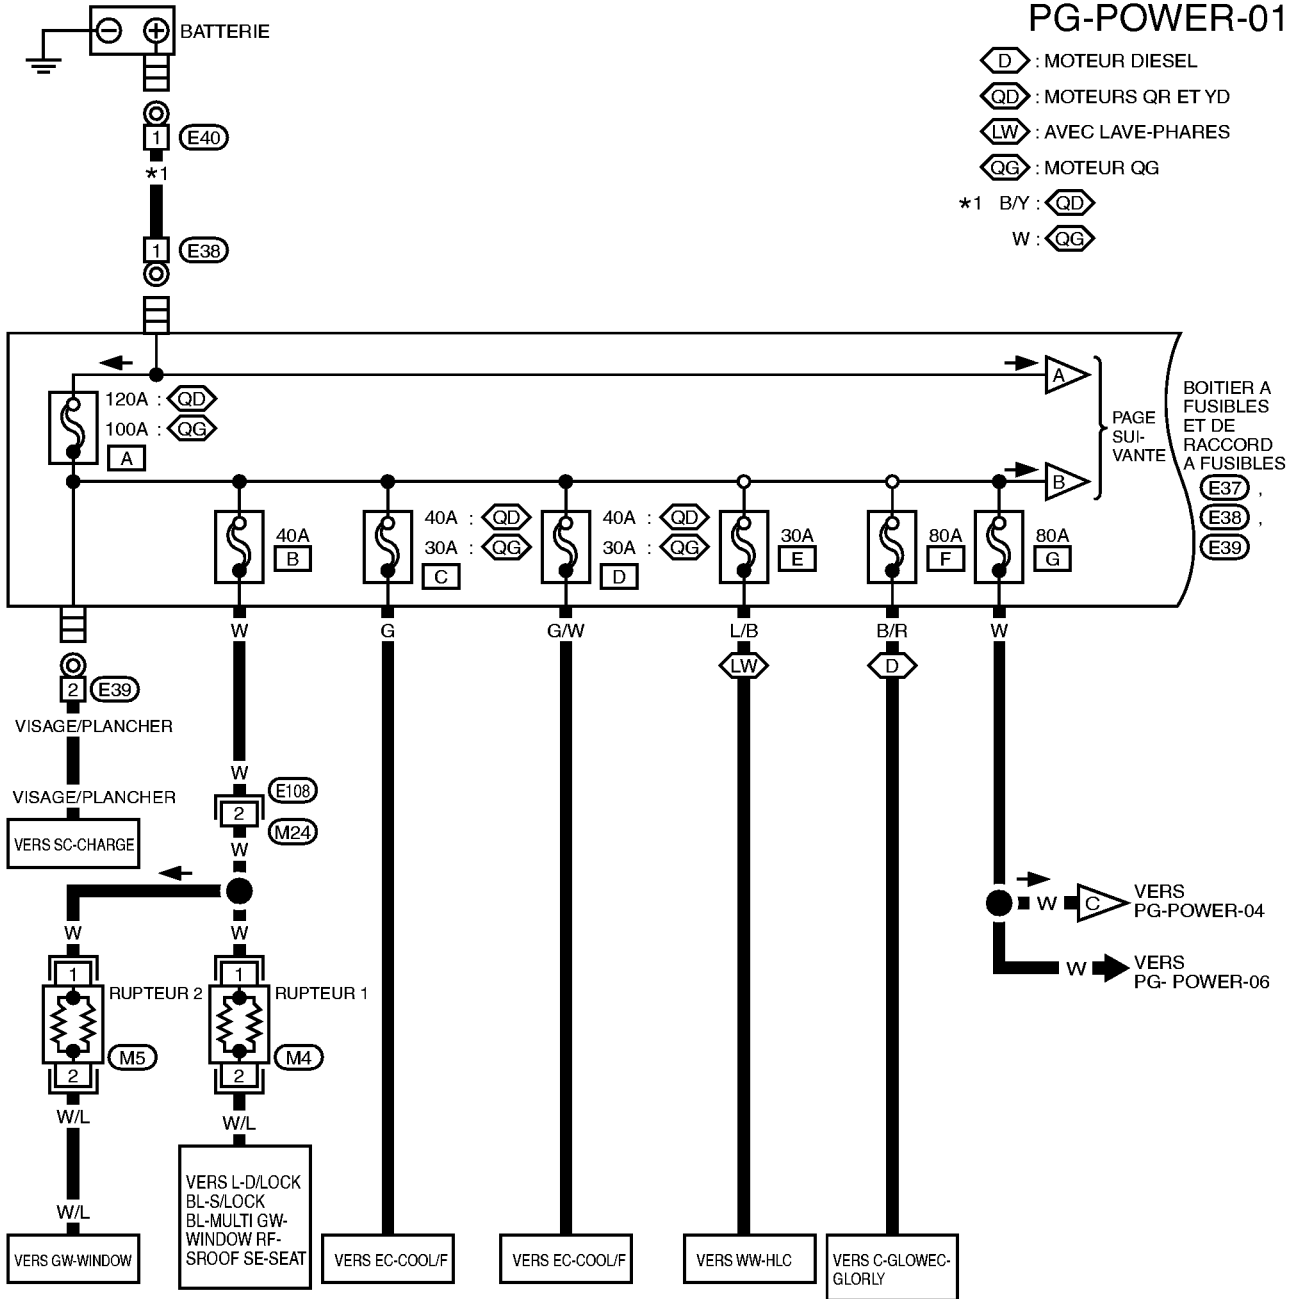 PG-POWER-01
BATTERIE
D : MOTEUR DIESEL
QD : MOTEURS QR ET YD
LW : AVEC LAVE-PHARES
QG : MOTEUR QG
*1 B/Y : QD
W : QG
1 E40
*1
1 E38
A
120A : QD
100A : QG
A
PAGE
SUI-
VANTE
BOITIER A
FUSIBLES
ET DE
RACCORD
A FUSIBLES
E37 ,
E38 ,
E39
B
40A
B
40A : QD
30A : QG
C
40A : QD
30A : QG
D
30A
E
80A
F
80A
G
W G G/W L/B B/R W
LW D
2 E39
VISAGE/PLANCHER
VISAGE/PLANCHER
VERS SC-CHARGE
W
E108
2
M24
W
W W
W C VERS
PG-POWER-04
W VERS
PG- POWER-06
1 RUPTEUR 2
M5
2
1 RUPTEUR 1
M4
2
W/L
W/L
W/L
VERS GW-WINDOW
VERS L-D/LOCK
BL-S/LOCK
BL-MULTI GW-
WINDOW RF-
SROOF SE-SEAT
VERS EC-COOL/F
VERS EC-COOL/F
VERS WW-HLC
VERS C-GLOWEC-
GLORLY